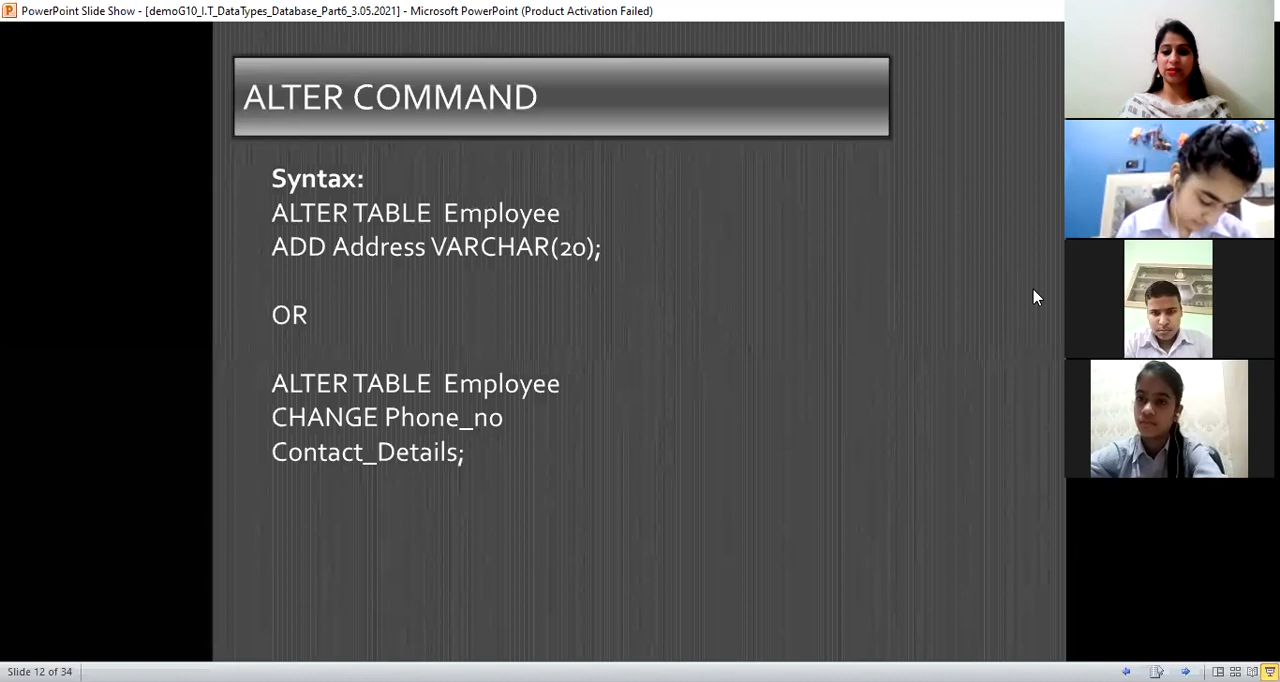 PowerPoint Slide Show - [demoG10_I.T_DataTypes_Database_Part6_3.05.2021] - Microsoft PowerPoint (Product Activation Failed)
ALTER COMMAND
Syntax:
ALTER TABLE Employee
ADD Address VARCHAR(20);
OR
ALTER TABLE Employee
CHANGE Phone_no
Contact_Details;
Slide 12 of 34